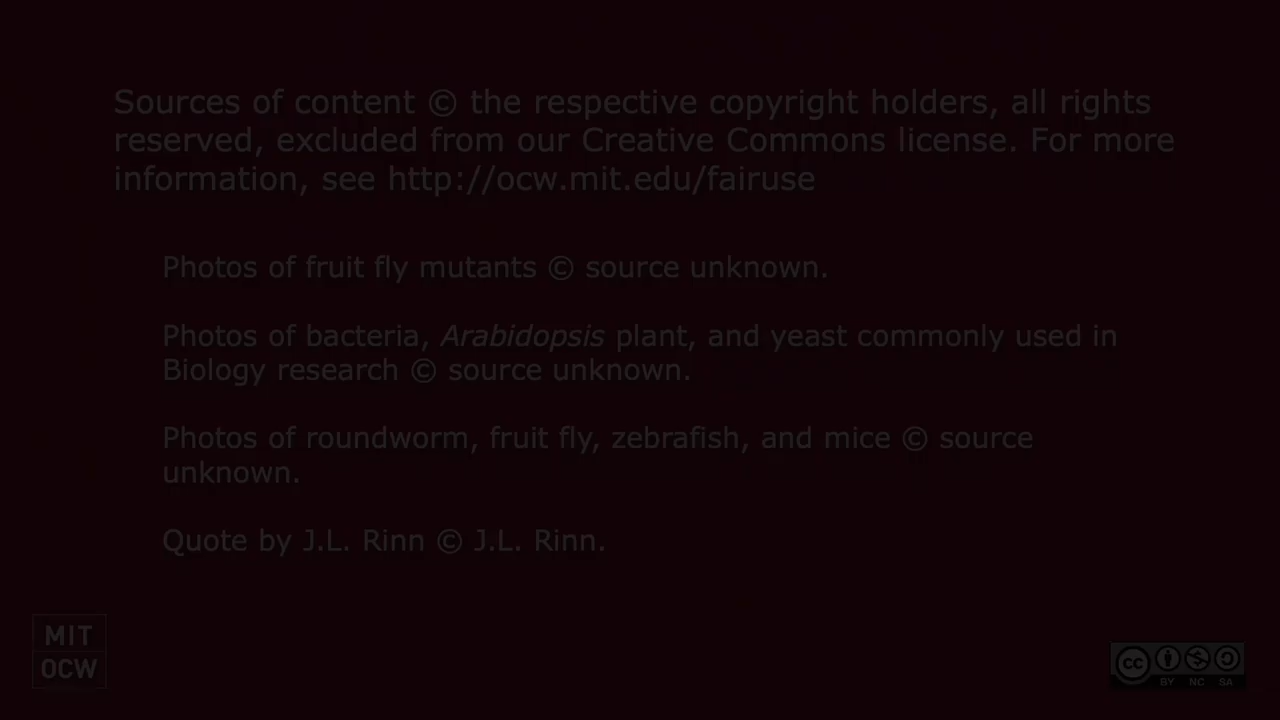 Sources of content © the respective copyright holders, all rights
reserved, excluded from our Creative Commons license. For more
information, see http://ocw.mit.edu/fairuse
Photos of fruit fly mutants © source unknown.
Photos of bacteria, Arabidopsis plant, and yeast commonly used in
Biology research © source unknown.
Photos of roundworm, fruit fly, zebrafish, and mice © source
unknown.
Quote by J.L. Rinn © J.L. Rinn.
MIT
OCW
cc
BY NC SA